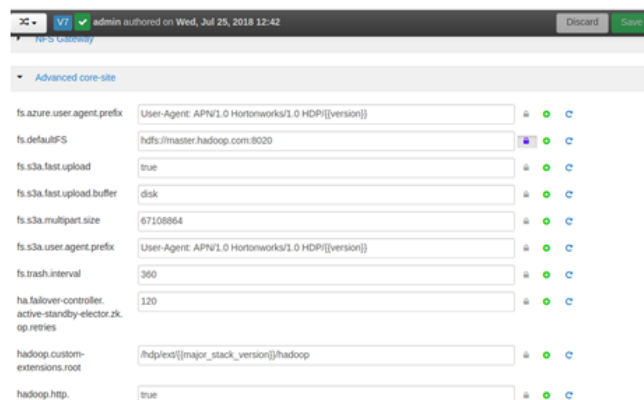 V7 admin authored on Wed, Jul 25, 2018 12:42 Discard Save
NFS Gateway
Advanced core-site
fs.azure.user.agent.prefix User-Agent: APN/1.0 Hortonworks/1.0 HDP/{{version}}
fs.defaultFS hdfs://master.hadoop.com:8020
fs.s3a.fast.upload true
fs.s3a.fast.upload.buffer disk
fs.s3a.multipart.size 67108864
fs.s3a.user.agent.prefix User-Agent: APN/1.0 Hortonworks/1.0 HDP/{{version}}
fs.trash.interval 360
ha.failover-controller. 120
active-standby-elector.zk.
op.retries
hadoop.custom- /hdp/ext/{{major_stack_version}}/hadoop
extensions.root
hadoop.http. true